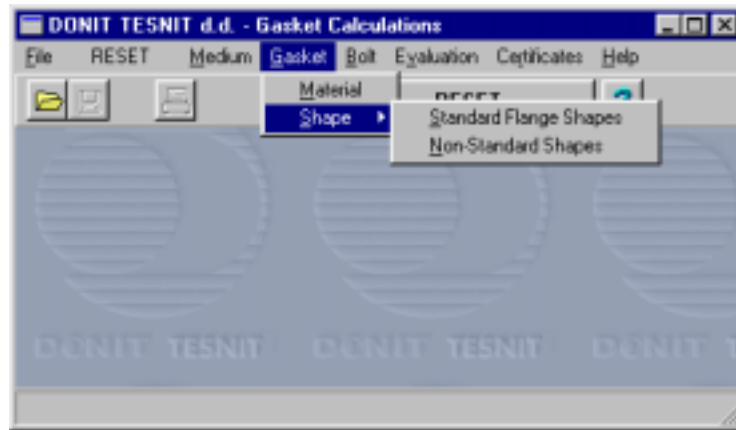 DONIT TESNIT d.d. - Gasket Calculations
File RESET Medium Gasket Bolt Evaluation Certificates Help
Material RESET ?
Shape Standard Flange Shapes
Non-Standard Shapes
DONIT TESNIT DONIT TESNIT DONIT T